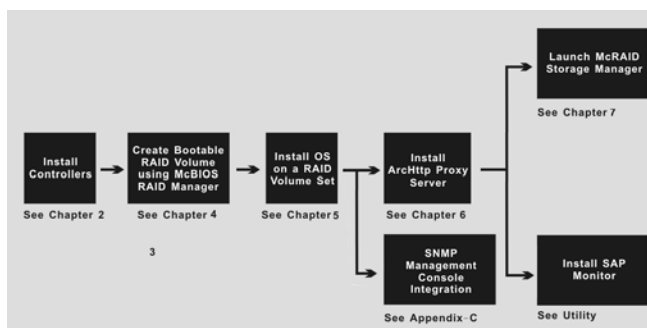 Install
Controllers
See Chapter 2
Create Bootable
RAID Volume
using McBIOS
RAID Manager
See Chapter 4
3
Install OS
on a RAID
Volume Set
See Chapter5
Install
ArcHttp Proxy
Server
See Chapter 6
SNMP
Management
Console
Integration
See Appendix-C
Launch McRAID
Storage Manager
See Chapter 7
Install SAP
Monitor
See Utility